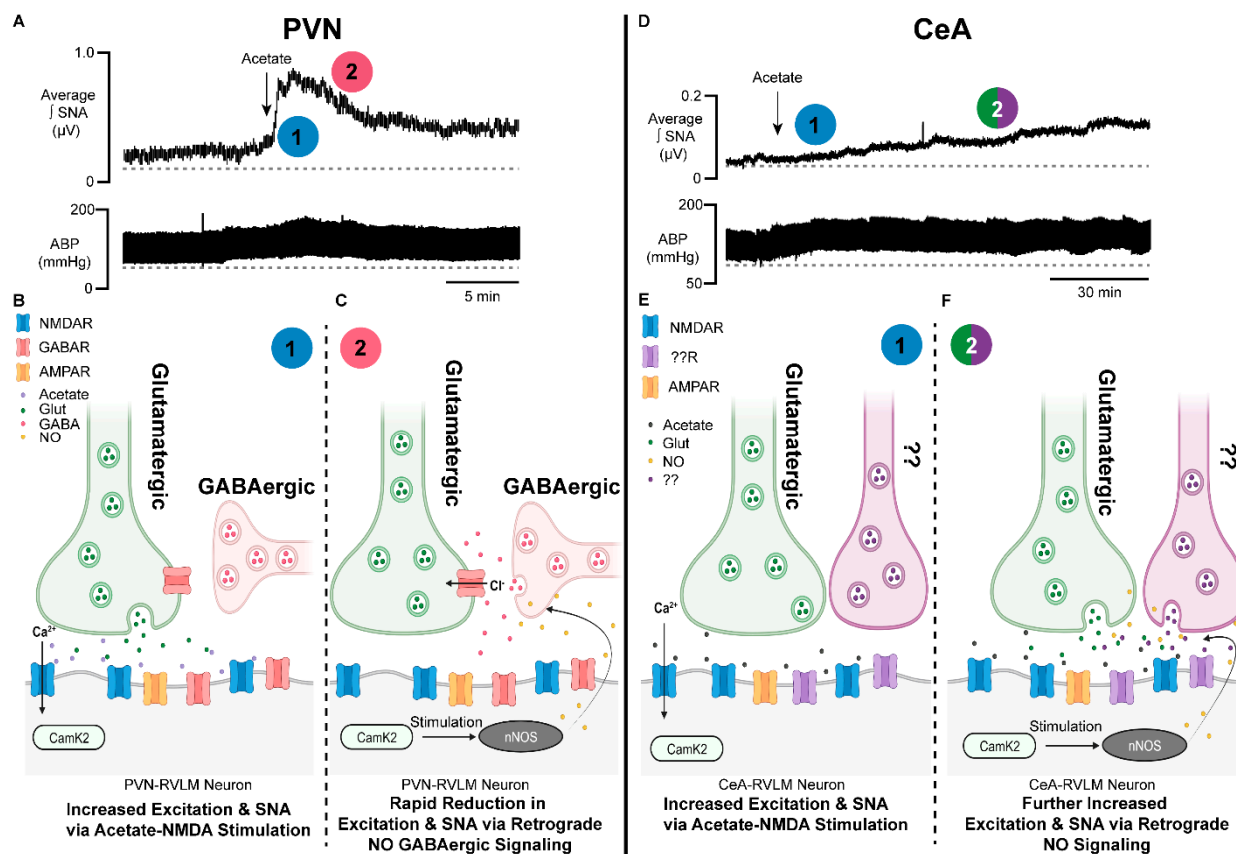 A
PVN
Acetate
1.0
2
Average
∫ SNA
(µV)
1
0
200
ABP
(mmHg)
0
5 min
B
NMDAR
GABAR
AMPAR
Acetate
Glut
GABA
NO
1
Glutamatergic
GABAergic
Ca²⁺
CamK2
PVN-RVLM Neuron
Increased Excitation & SNA
via Acetate-NMDA Stimulation
C
2
Glutamatergic
GABAergic
Cl⁻
Stimulation
CamK2
nNOS
PVN-RVLM Neuron
Rapid Reduction in
Excitation & SNA via Retrograde
NO GABAergic Signaling
D
CeA
Acetate
0.2
1
2
Average
∫ SNA
(µV)
0
200
ABP
(mmHg)
50
30 min
E
NMDAR
??R
AMPAR
Acetate
Glut
NO
??
1
Glutamatergic
??
Ca²⁺
CamK2
CeA-RVLM Neuron
Increased Excitation & SNA
via Acetate-NMDA Stimulation
F
2
Glutamatergic
??
Stimulation
CamK2
nNOS
CeA-RVLM Neuron
Further Increased
Excitation & SNA via Retrograde
NO Signaling